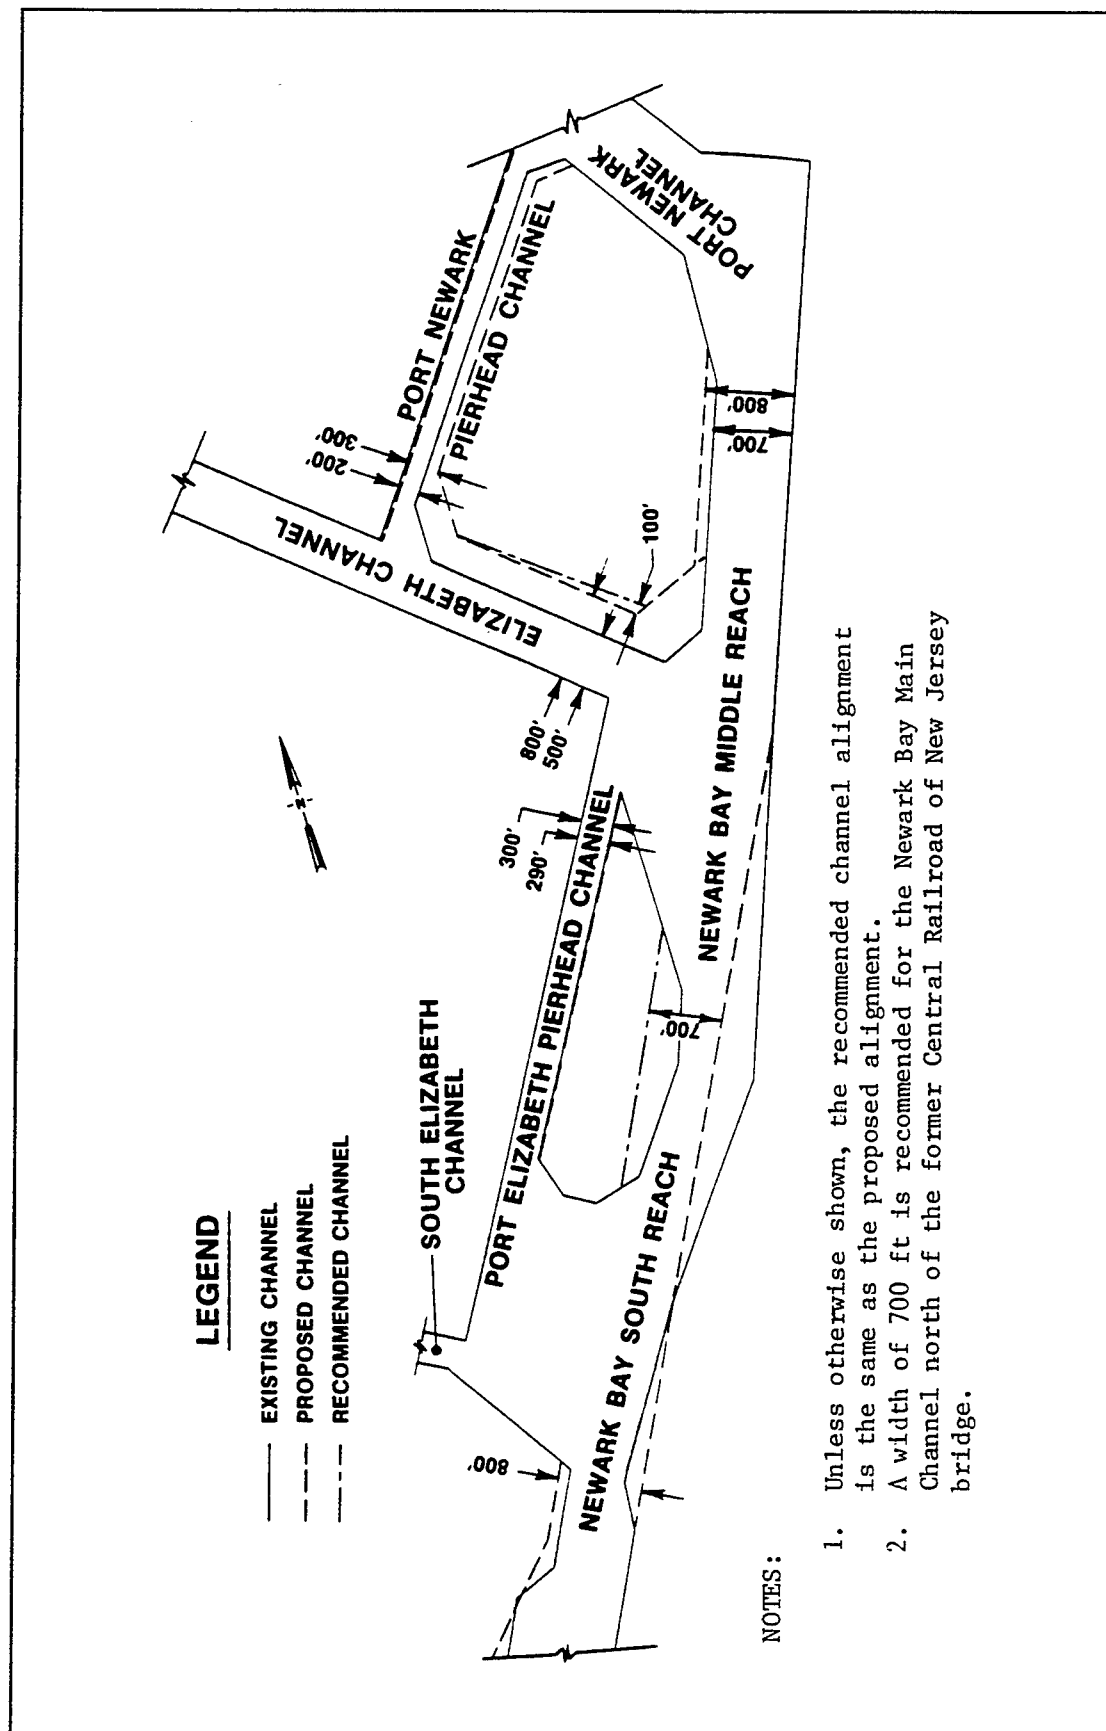 LEGEND
EXISTING CHANNEL
PROPOSED CHANNEL
RECOMMENDED CHANNEL
SOUTH ELIZABETH
CHANNEL
800'
NEWARK BAY SOUTH REACH
PORT ELIZABETH PIERHEAD CHANNEL
700'
300'
290'
N
800'
500'
NEWARK BAY MIDDLE REACH
ELIZABETH CHANNEL
100'
200'
300'
PORT NEWARK
PIERHEAD CHANNEL
700'
800'
PORT NEWARK
CHANNEL
NOTES:
1. Unless otherwise shown, the recommended channel alignment
is the same as the proposed alignment.
2. A width of 700 ft is recommended for the Newark Bay Main
Channel north of the former Central Railroad of New Jersey
bridge.